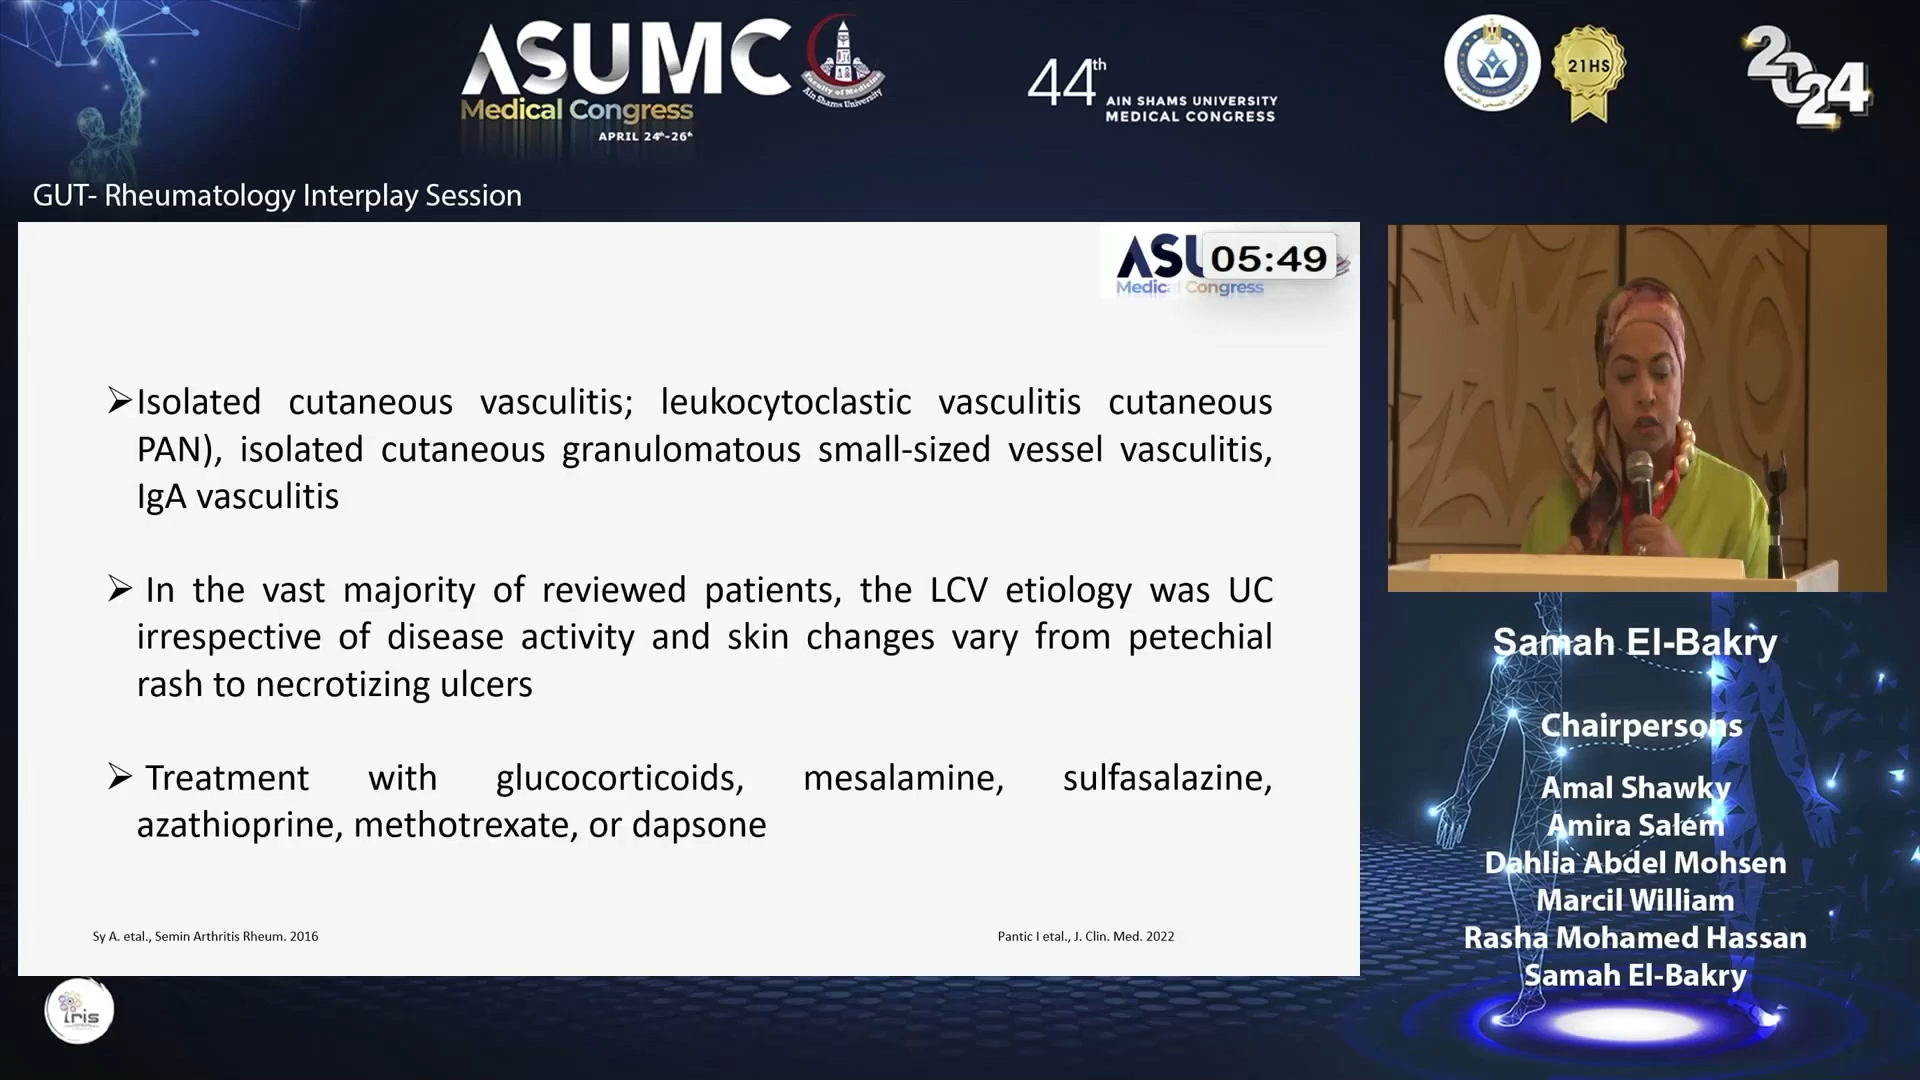 ASUMC
Medical Congress
APRIL 24th-26th
Faculty of Medicine
Ain Shams University
44th
AIN SHAMS UNIVERSITY
MEDICAL CONGRESS
21HS
2024
GUT- Rheumatology Interplay Session
ASU
05:49
Medical Congress
➢Isolated cutaneous vasculitis; leukocytoclastic vasculitis cutaneous
PAN), isolated cutaneous granulomatous small-sized vessel vasculitis,
IgA vasculitis
➢ In the vast majority of reviewed patients, the LCV etiology was UC
irrespective of disease activity and skin changes vary from petechial
rash to necrotizing ulcers
➢ Treatment with glucocorticoids, mesalamine, sulfasalazine,
azathioprine, methotrexate, or dapsone
Sy A. etal., Semin Arthritis Rheum. 2016
Pantic I etal., J. Clin. Med. 2022
Samah El-Bakry
Chairpersons
Amal Shawky
Amira Salem
Dahlia Abdel Mohsen
Marcil William
Rasha Mohamed Hassan
Samah El-Bakry
iris